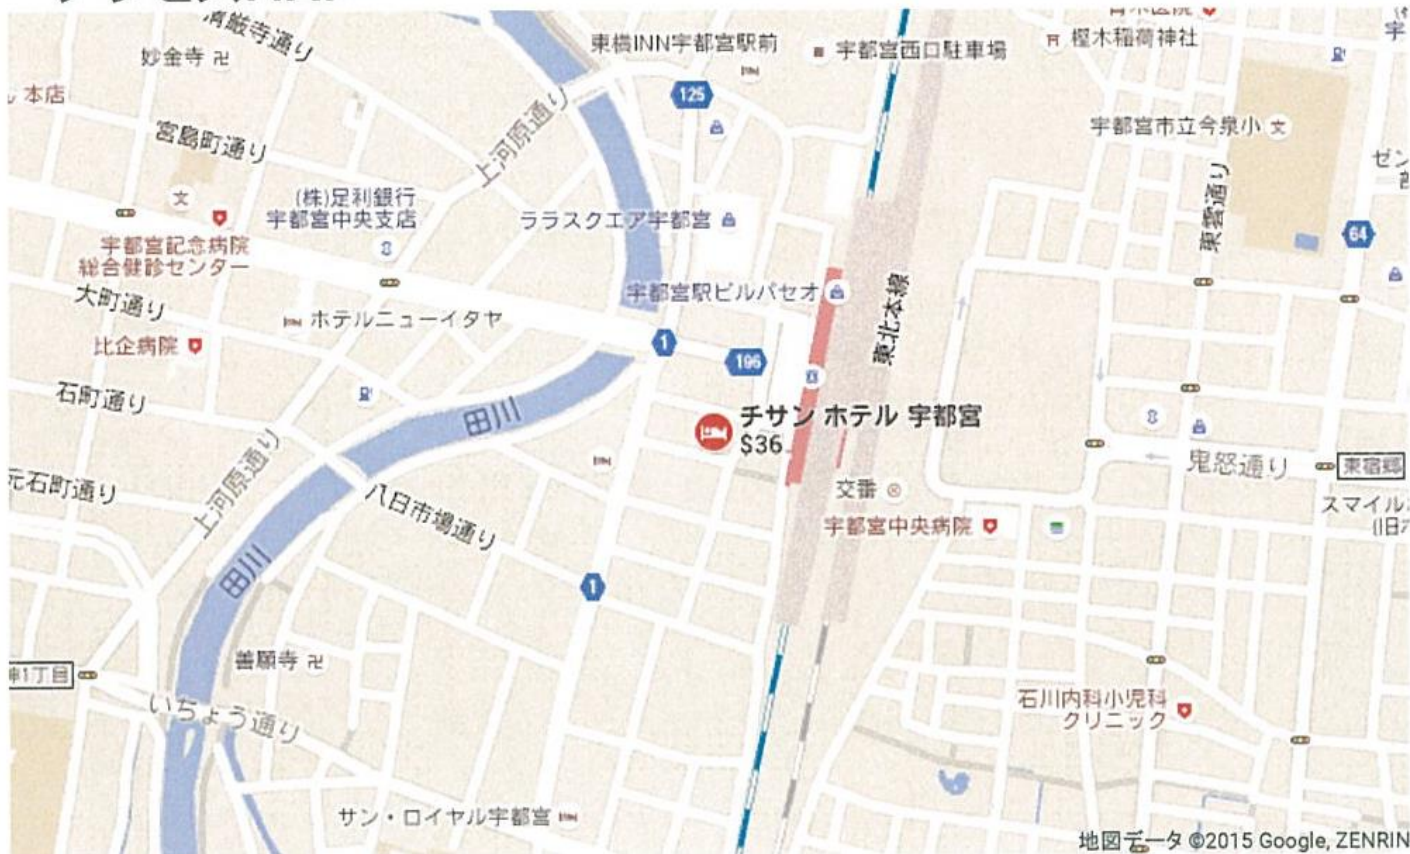 清厳寺通り
妙金寺 卍
東横INN宇都宮駅前
宇都宮西口駐車場
樫木稲荷神社
宇
本店
125
宮島町通り
上河原通り
宇都宮市立今泉小 文
東雲通り
文
(株)足利銀行
宇都宮中央支店
ララスクエア宇都宮
64
宇都宮記念病院
総合健診センター
大町通り
ホテルニューイタヤ
宇都宮駅ビルパセオ
東北本線
比企病院
1
196
石町通り
田川
チサン ホテル 宇都宮
$36
鬼怒通り
東宿郷
元石町通り
上河原通り
八日市場通り
交番
宇都宮中央病院
スマイル
(旧
田川
1
善願寺 卍
1丁目
いちょう通り
石川内科小児科
クリニック
サン・ロイヤル宇都宮
地図データ ©2015 Google, ZENRIN